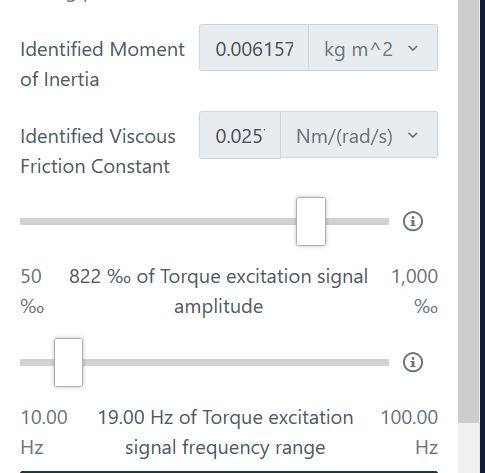 Identified Moment of Inertia
0.006157 kg m^2
Identified Viscous Friction Constant
0.025 Nm/(rad/s)
50 ‰
822 ‰ of Torque excitation signal amplitude
1,000 ‰
10.00 Hz
19.00 Hz of Torque excitation signal frequency range
100.00 Hz